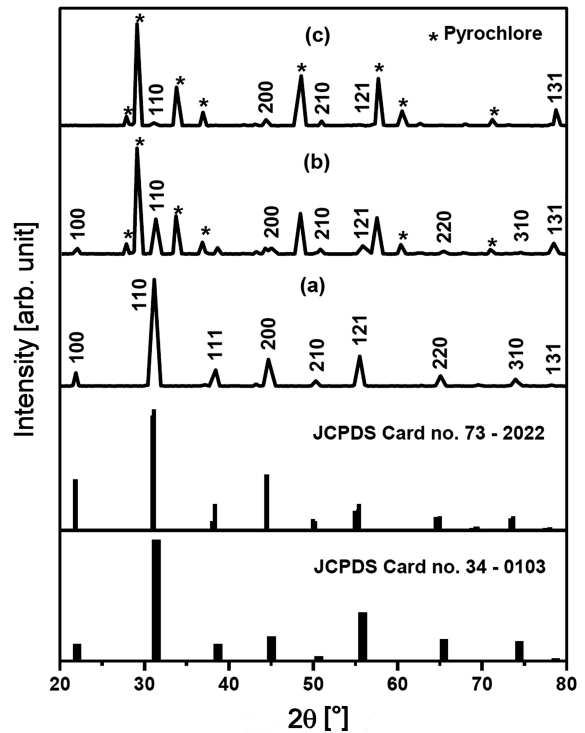 (c)
* Pyrochlore
* * 110 * * 200 * 210 121 * * * 131
(b)
100 * * 110 * * 200 210 121 * 220 * 310 131
(a)
100 110 111 200 210 121 220 310 131
JCPDS Card no. 73 - 2022
JCPDS Card no. 34 - 0103
Intensity [arb. unit]
20 30 40 50 60 70 80
2θ [°]